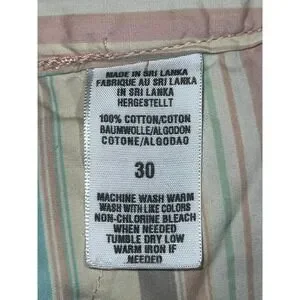 MADE IN SRI LANKA
FABRIQUE AU SRI LANKA
IN SRI LANKA
HERGESTELLT
100% COTTON/COTON
BAUMWOLLE/ALGODON
COTONE/ALGODAO
30
MACHINE WASH WARM
WASH WITH LIKE COLORS
NON-CHLORINE BLEACH
WHEN NEEDED
TUMBLE DRY LOW
WARM IRON IF
NEEDED